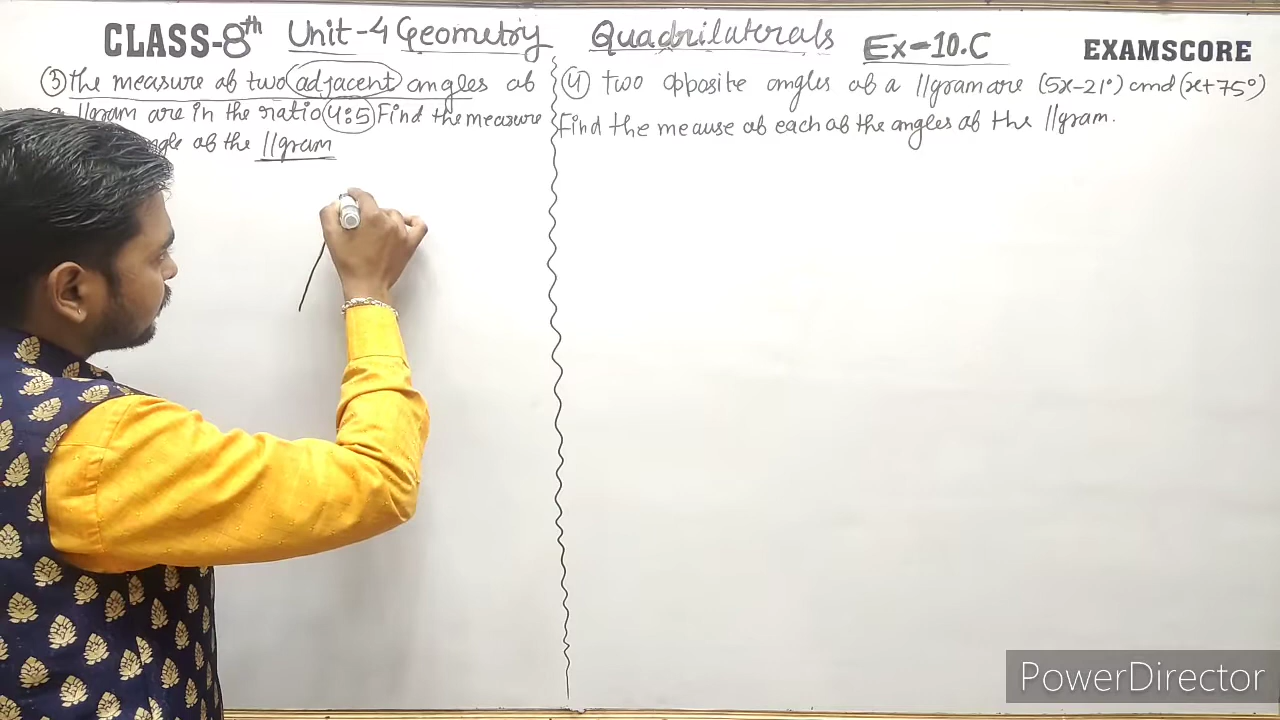 CLASS-8th Unit-4 Geometry Quadrilaterals Ex-10.C EXAMSCORE
(3) The measure of two adjacent angles of
//gram are in the ratio 4:5 Find the measure
of the //gram
(4) Two opposite angles of a //gram are (5x-21°) and (x+75°)
Find the meause of each of the angles of the //gram.
PowerDirector